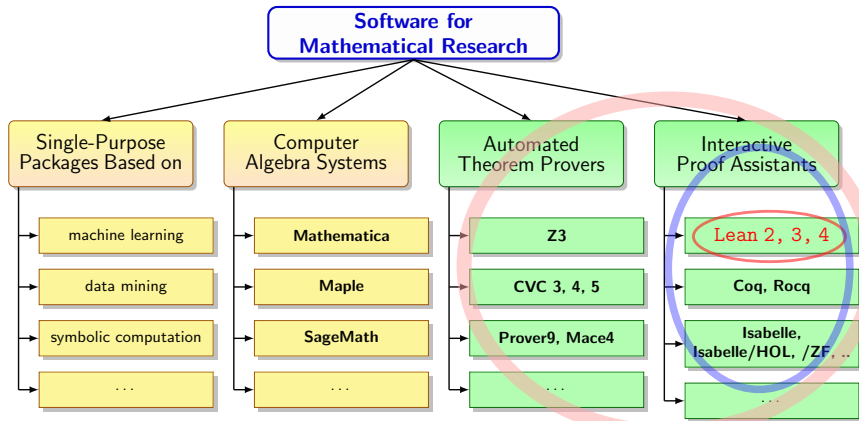 Software for
Mathematical Research
Single-Purpose
Packages Based on
machine learning
data mining
symbolic computation
...
Computer
Algebra Systems
Mathematica
Maple
SageMath
...
Automated
Theorem Provers
Z3
CVC 3, 4, 5
Prover9, Mace4
...
Interactive
Proof Assistants
Lean 2, 3, 4
Coq, Rocq
Isabelle,
Isabelle/HOL, /ZF, ..
...